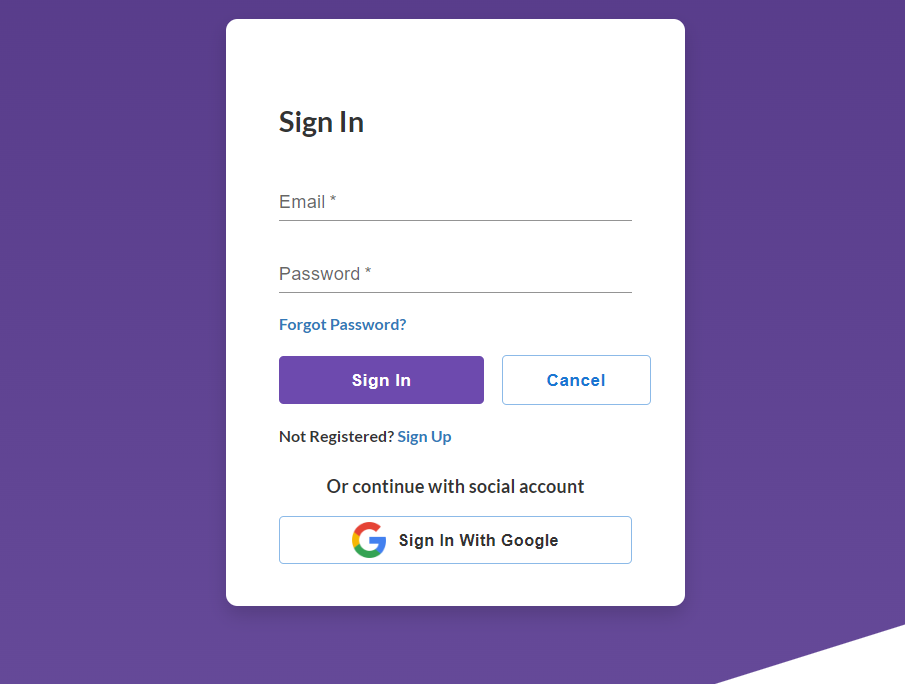 Sign In
Email *
Password *
Forgot Password?
Sign In
Cancel
Not Registered? Sign Up
Or continue with social account
Sign In With Google